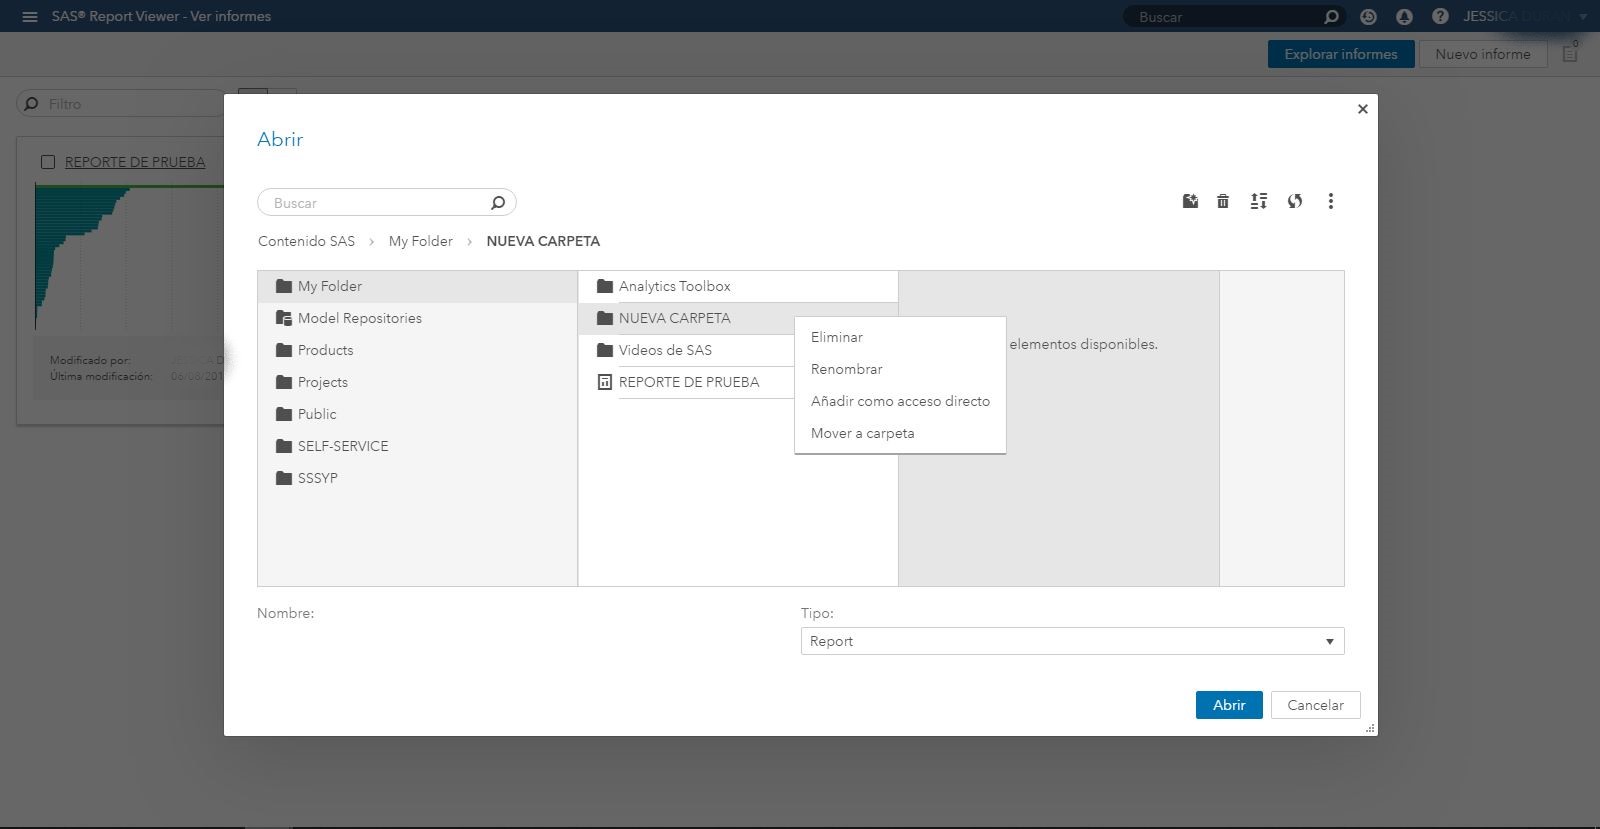 SAS® Report Viewer - Ver informes
Buscar
JESSICA
Explorar informes
Nuevo informe
0
Filtro
REPORTE DE PRUEBA
Modificado por:
Última modificación:
Abrir
Buscar
Contenido SAS > My Folder > NUEVA CARPETA
My Folder
Model Repositories
Products
Projects
Public
SELF-SERVICE
SSSYP
Analytics Toolbox
NUEVA CARPETA
Videos de SAS
REPORTE DE PRUEBA
Eliminar
Renombrar
Añadir como acceso directo
Mover a carpeta
elementos disponibles.
Nombre:
Tipo:
Report
Abrir
Cancelar